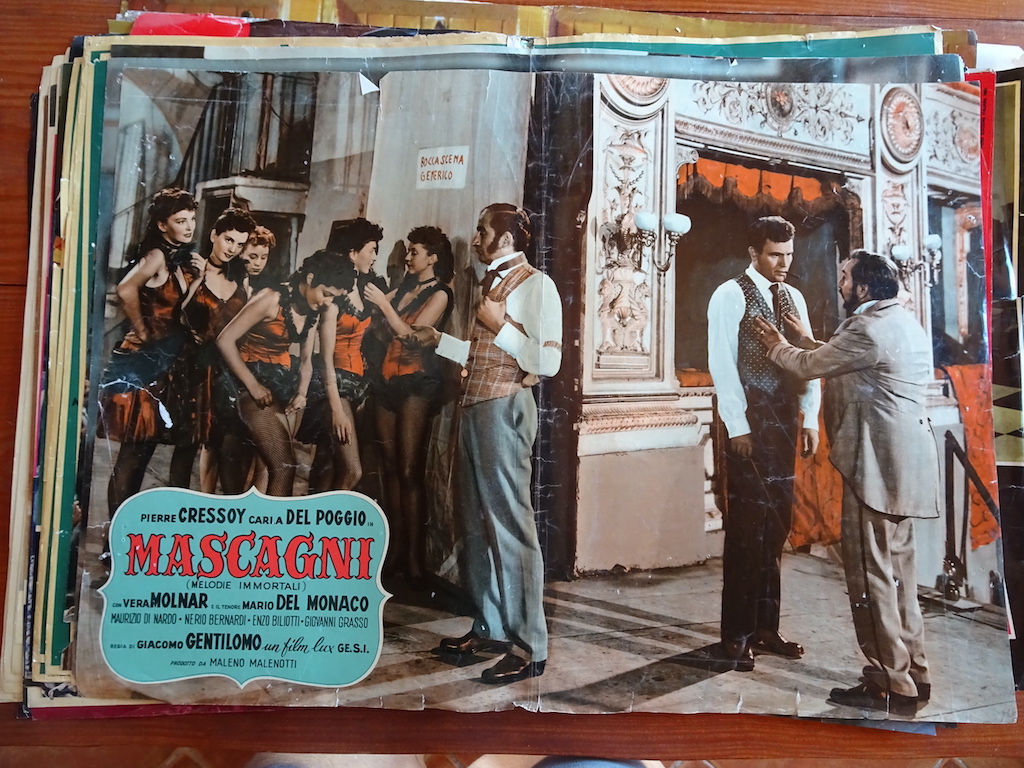 BOCCASCENA
GENERICO
PIERRE CRESSOY CARLA DEL POGGIO IN
MASCAGNI
(MELODIE IMMORTALI)
CON VERA MOLNAR E IL TENORE MARIO DEL MONACO
MAURIZIO DI NARDO • NERIO BERNARDI • ENZO BILIOTTI • GIOVANNI GRASSO
REGIA DI GIACOMO GENTILOMO un film lux GE.S.I.
PRODOTTO DA MALENO MALENOTTI